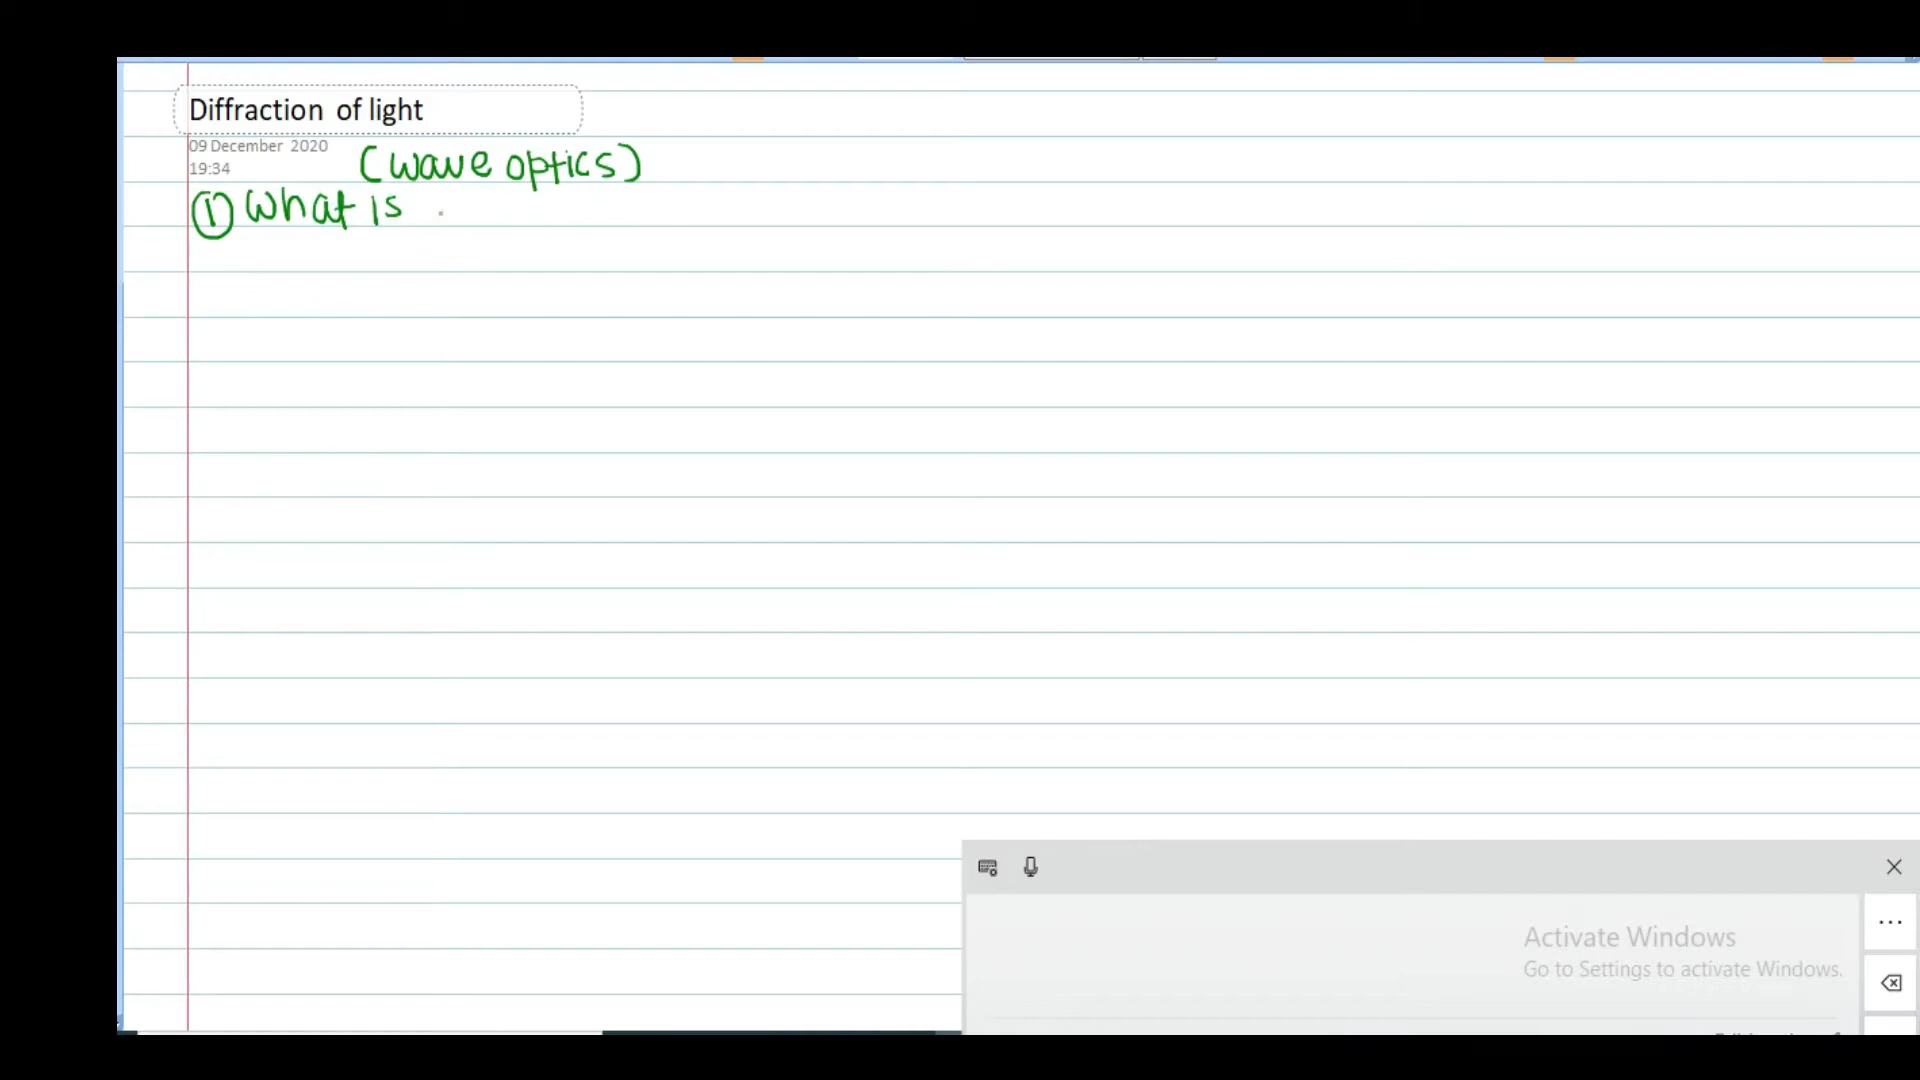 Diffraction of light
09 December 2020
19:34
(wave optics)
① What is
Activate Windows
Go to Settings to activate Windows.